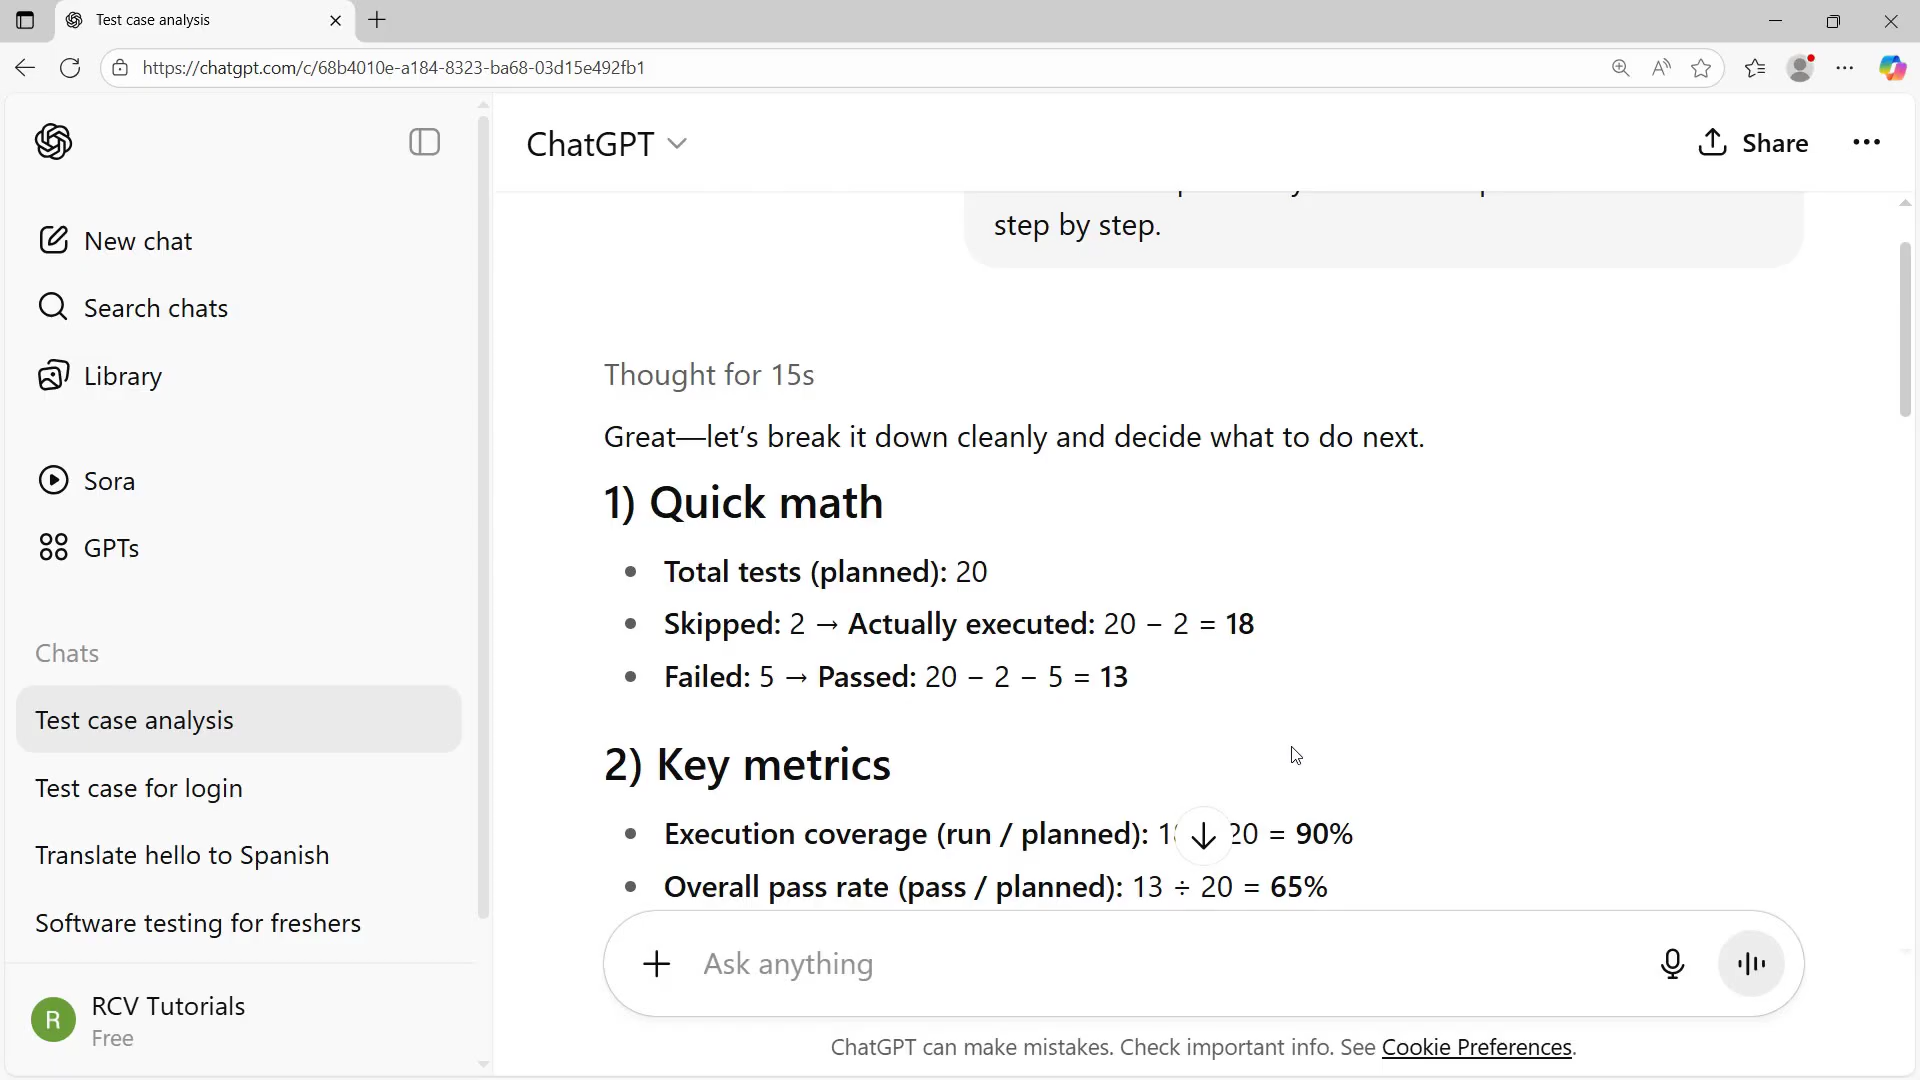 Test case analysis
https://chatgpt.com/c/68b4010e-a184-8323-ba68-03d15e492fb1
ChatGPT
Share
New chat
Search chats
Library
Sora
GPTs
Chats
Test case analysis
Test case for login
Translate hello to Spanish
Software testing for freshers
R
RCV Tutorials
Free
step by step.
Thought for 15s
Great—let’s break it down cleanly and decide what to do next.
1) Quick math
• Total tests (planned): 20
• Skipped: 2 → Actually executed: 20 − 2 = 18
• Failed: 5 → Passed: 20 − 2 − 5 = 13
2) Key metrics
• Execution coverage (run / planned): 20 = 90%
• Overall pass rate (pass / planned): 13 ÷ 20 = 65%
Ask anything
ChatGPT can make mistakes. Check important info. See Cookie Preferences.